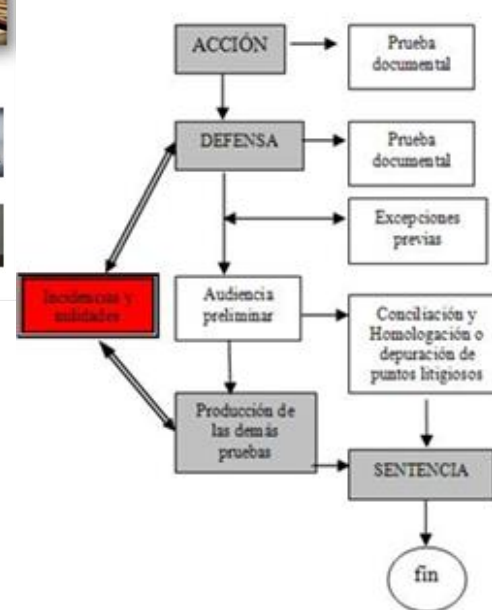 ACCIÓN
Prueba
documental
DEFENSA
Prueba
documental
Excepciones
previas
Incidencias y
nulidades
Audiencia
preliminar
Conciliación y
Homologación o
depuración de
puntos litigiosos
Producción de
las demás
pruebas
SENTENCIA
fin